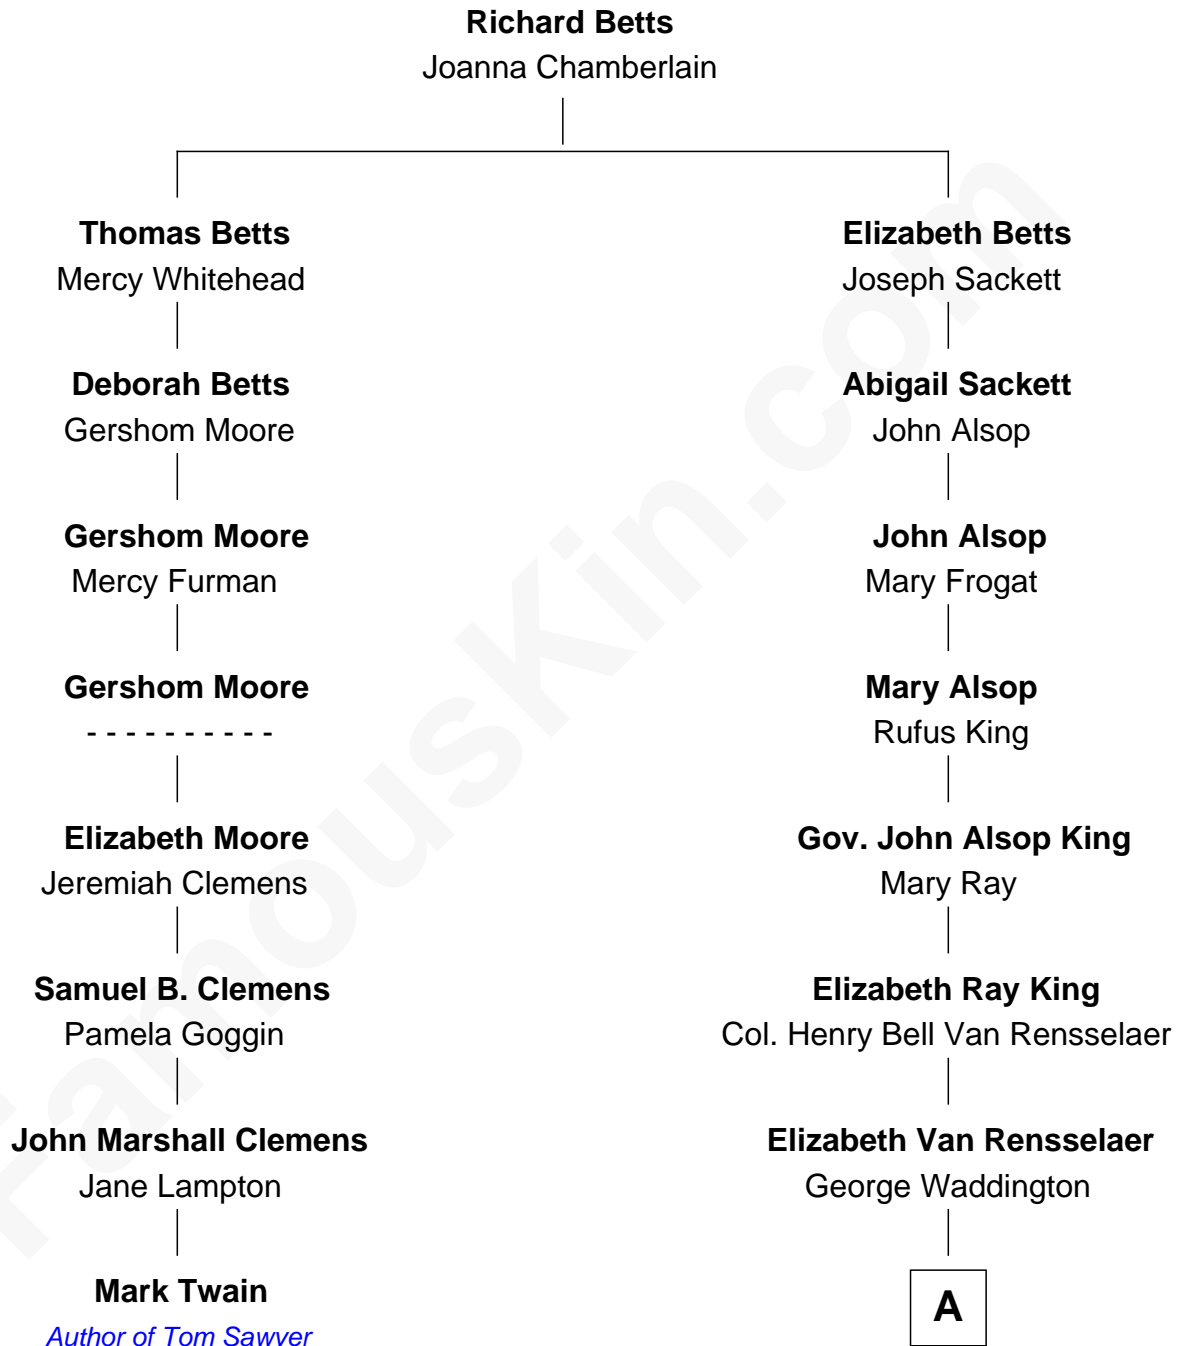 Richard Betts
Joanna Chamberlain
Thomas Betts
Mercy Whitehead
Elizabeth Betts
Joseph Sackett
Deborah Betts
Gershom Moore
Abigail Sackett
John Alsop
Gershom Moore
Mercy Furman
John Alsop
Mary Frogat
Gershom Moore
- - - - - - - - - -
Mary Alsop
Rufus King
Elizabeth Moore
Jeremiah Clemens
Gov. John Alsop King
Mary Ray
Samuel B. Clemens
Pamela Goggin
Elizabeth Ray King
Col. Henry Bell Van Rensselaer
John Marshall Clemens
Jane Lampton
Elizabeth Van Rensselaer
George Waddington
Mark Twain
Author of Tom Sawyer
A
FamousKin.com